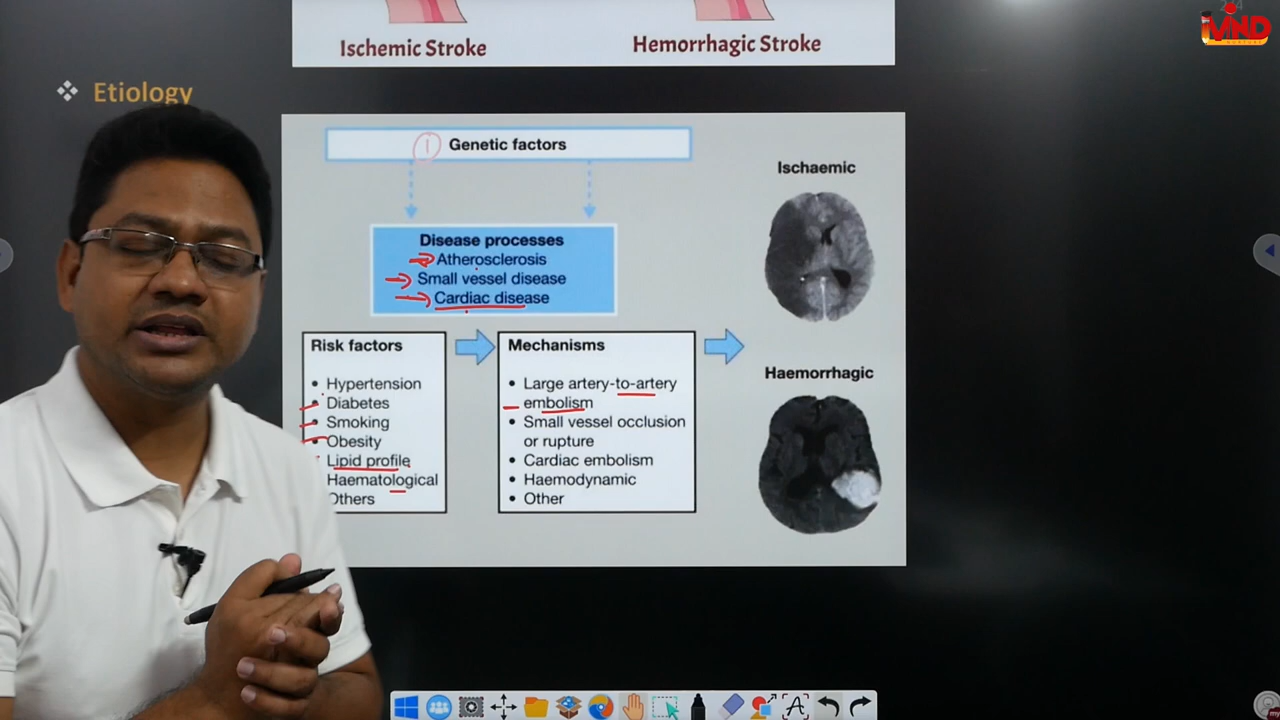 iVND
Ischemic Stroke
Hemorrhagic Stroke
❖ Etiology
1 Genetic factors
Disease processes
Atherosclerosis
Small vessel disease
Cardiac disease
Risk factors
• Hypertension
• Diabetes
• Smoking
• Obesity
Lipid profile
Haematological
Others
Mechanisms
• Large artery-to-artery
embolism
• Small vessel occlusion
or rupture
• Cardiac embolism
• Haemodynamic
• Other
Ischaemic
Haemorrhagic
A